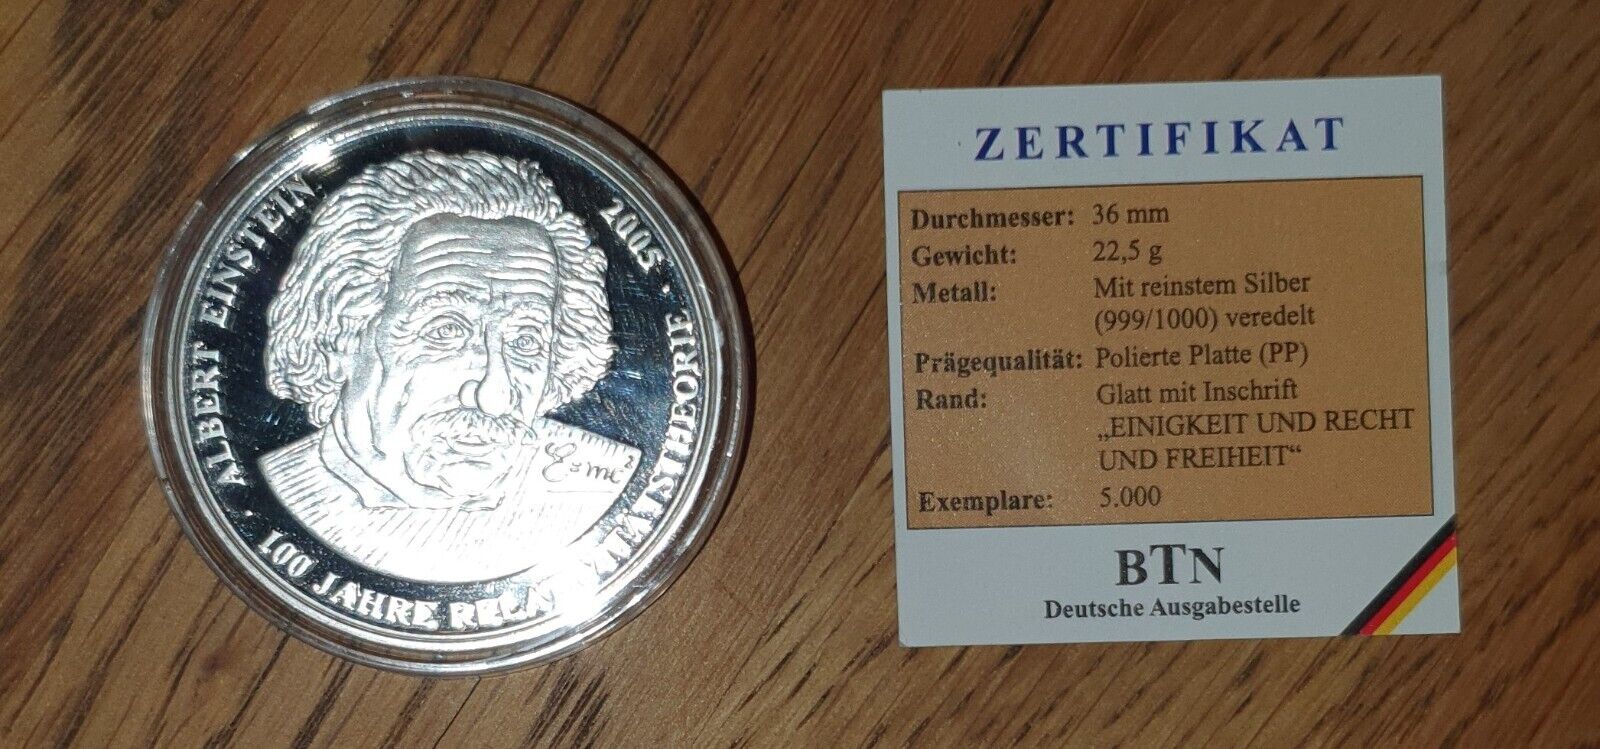 ALBERT EINSTEIN
2005
100 JAHRE RELATIVITÄTSTHEORIE
E=mc²
ZERTIFIKAT
Durchmesser: 36 mm
Gewicht: 22,5 g
Metall: Mit reinstem Silber
(999/1000) veredelt
Prägequalität: Polierte Platte (PP)
Rand: Glatt mit Inschrift
„EINIGKEIT UND RECHT
UND FREIHEIT“
Exemplare: 5.000
BTN
Deutsche Ausgabestelle